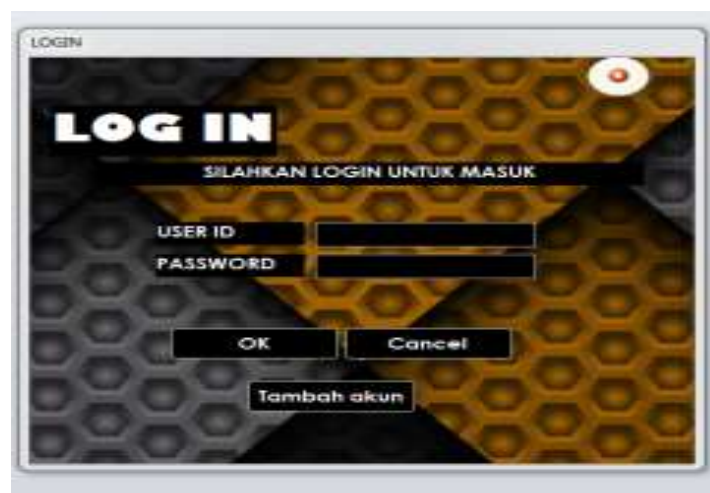 LOGIN
LOG IN
SILAHKAN LOGIN UNTUK MASUK
USER ID
PASSWORD
OK Cancel
Tambah akun